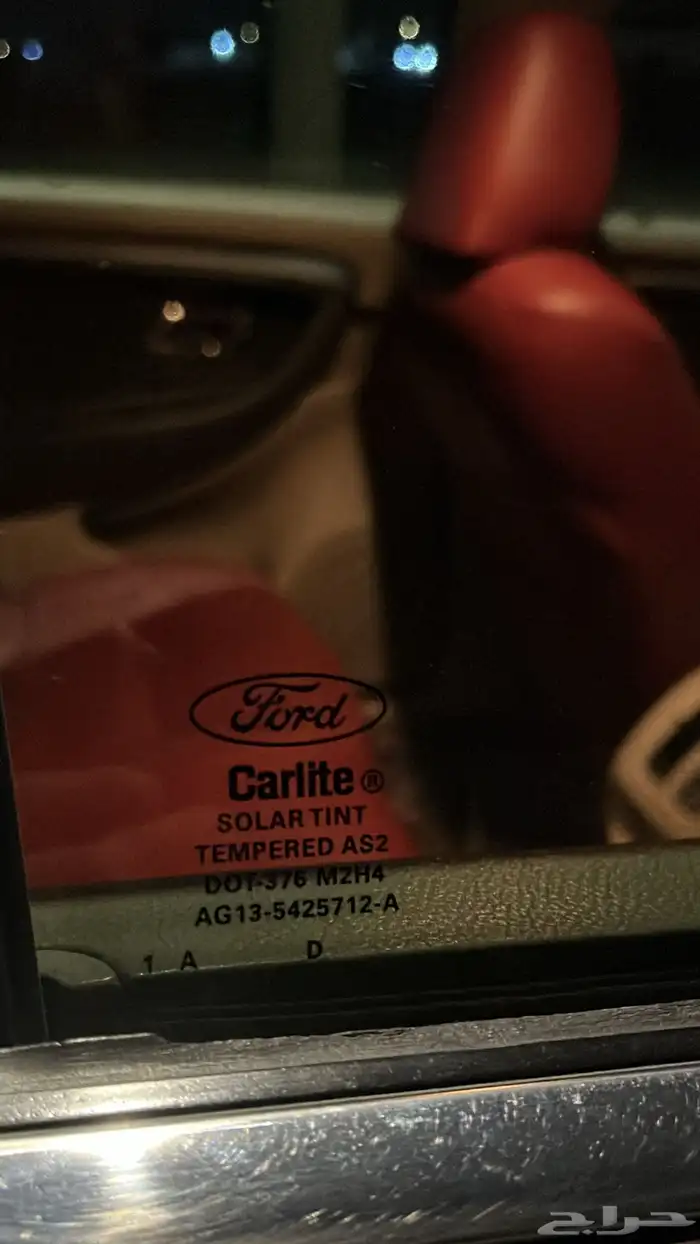 Ford
Carlite®
SOLAR TINT
TEMPERED AS2
DOT-376 M2H4
AG13-5425712-A
1 A D
حراج